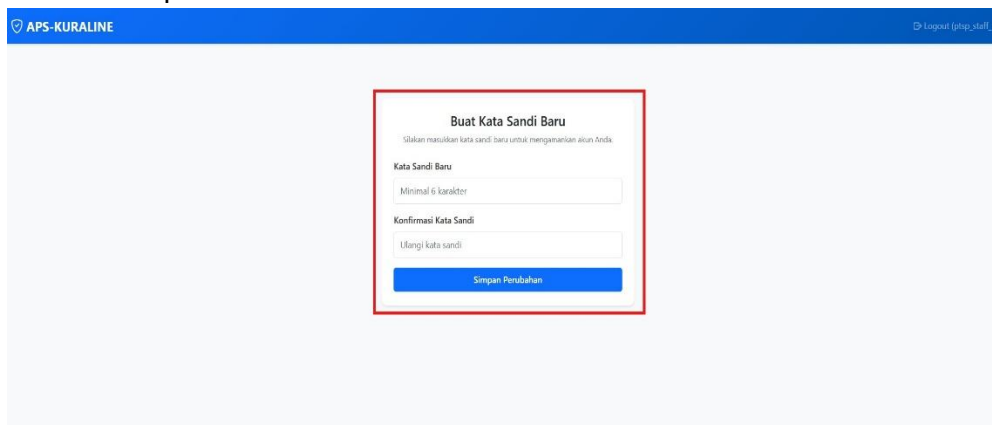 APS-KURALINE
Logout (ptsp_staff_
Buat Kata Sandi Baru
Silakan masukkan kata sandi baru untuk mengamankan akun Anda.
Kata Sandi Baru
Minimal 6 karakter
Konfirmasi Kata Sandi
Ulangi kata sandi
Simpan Perubahan